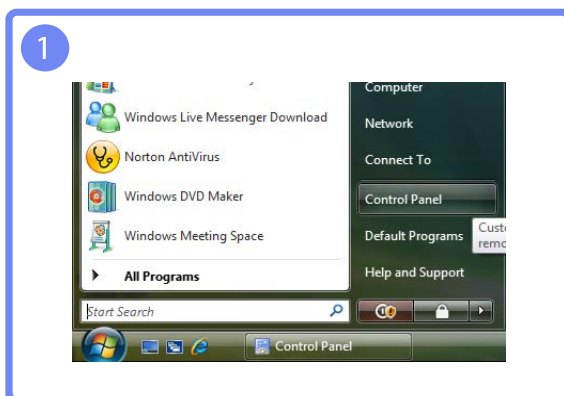 1
Computer
Windows Live Messenger Download
Network
Norton AntiVirus
Connect To
Windows DVD Maker
Control Panel
Windows Meeting Space
Default Programs
All Programs
Help and Support
Start Search
Control Panel